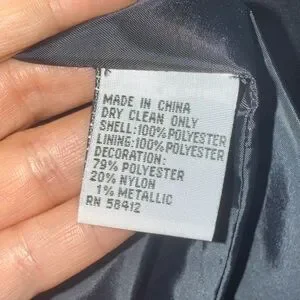 MADE IN CHINA
DRY CLEAN ONLY
SHELL:100%POLYESTER
LINING:100%POLYESTER
DECORATION:
79% POLYESTER
20% NYLON
1% METALLIC
RN 58412